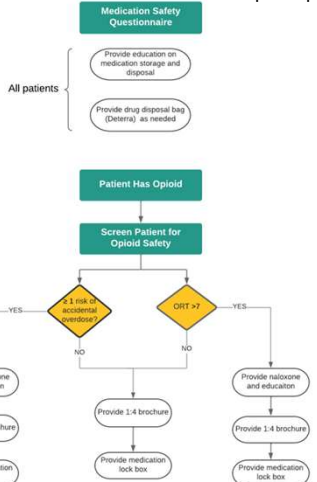 Medication Safety
Questionnaire
All patients
Provide education on
medication storage and
disposal
Provide drug disposal bag
(Deterra) as needed
Patient Has Opioid
Screen Patient for
Opioid Safety
≥ 1 risk of
accidental
overdose?
ORT >7
YES
YES
NO
NO
Provide naloxone
and educaiton
Provide 1:4 brochure
Provide 1:4 brochure
Provide medication
lock box
Provide medication
lock box